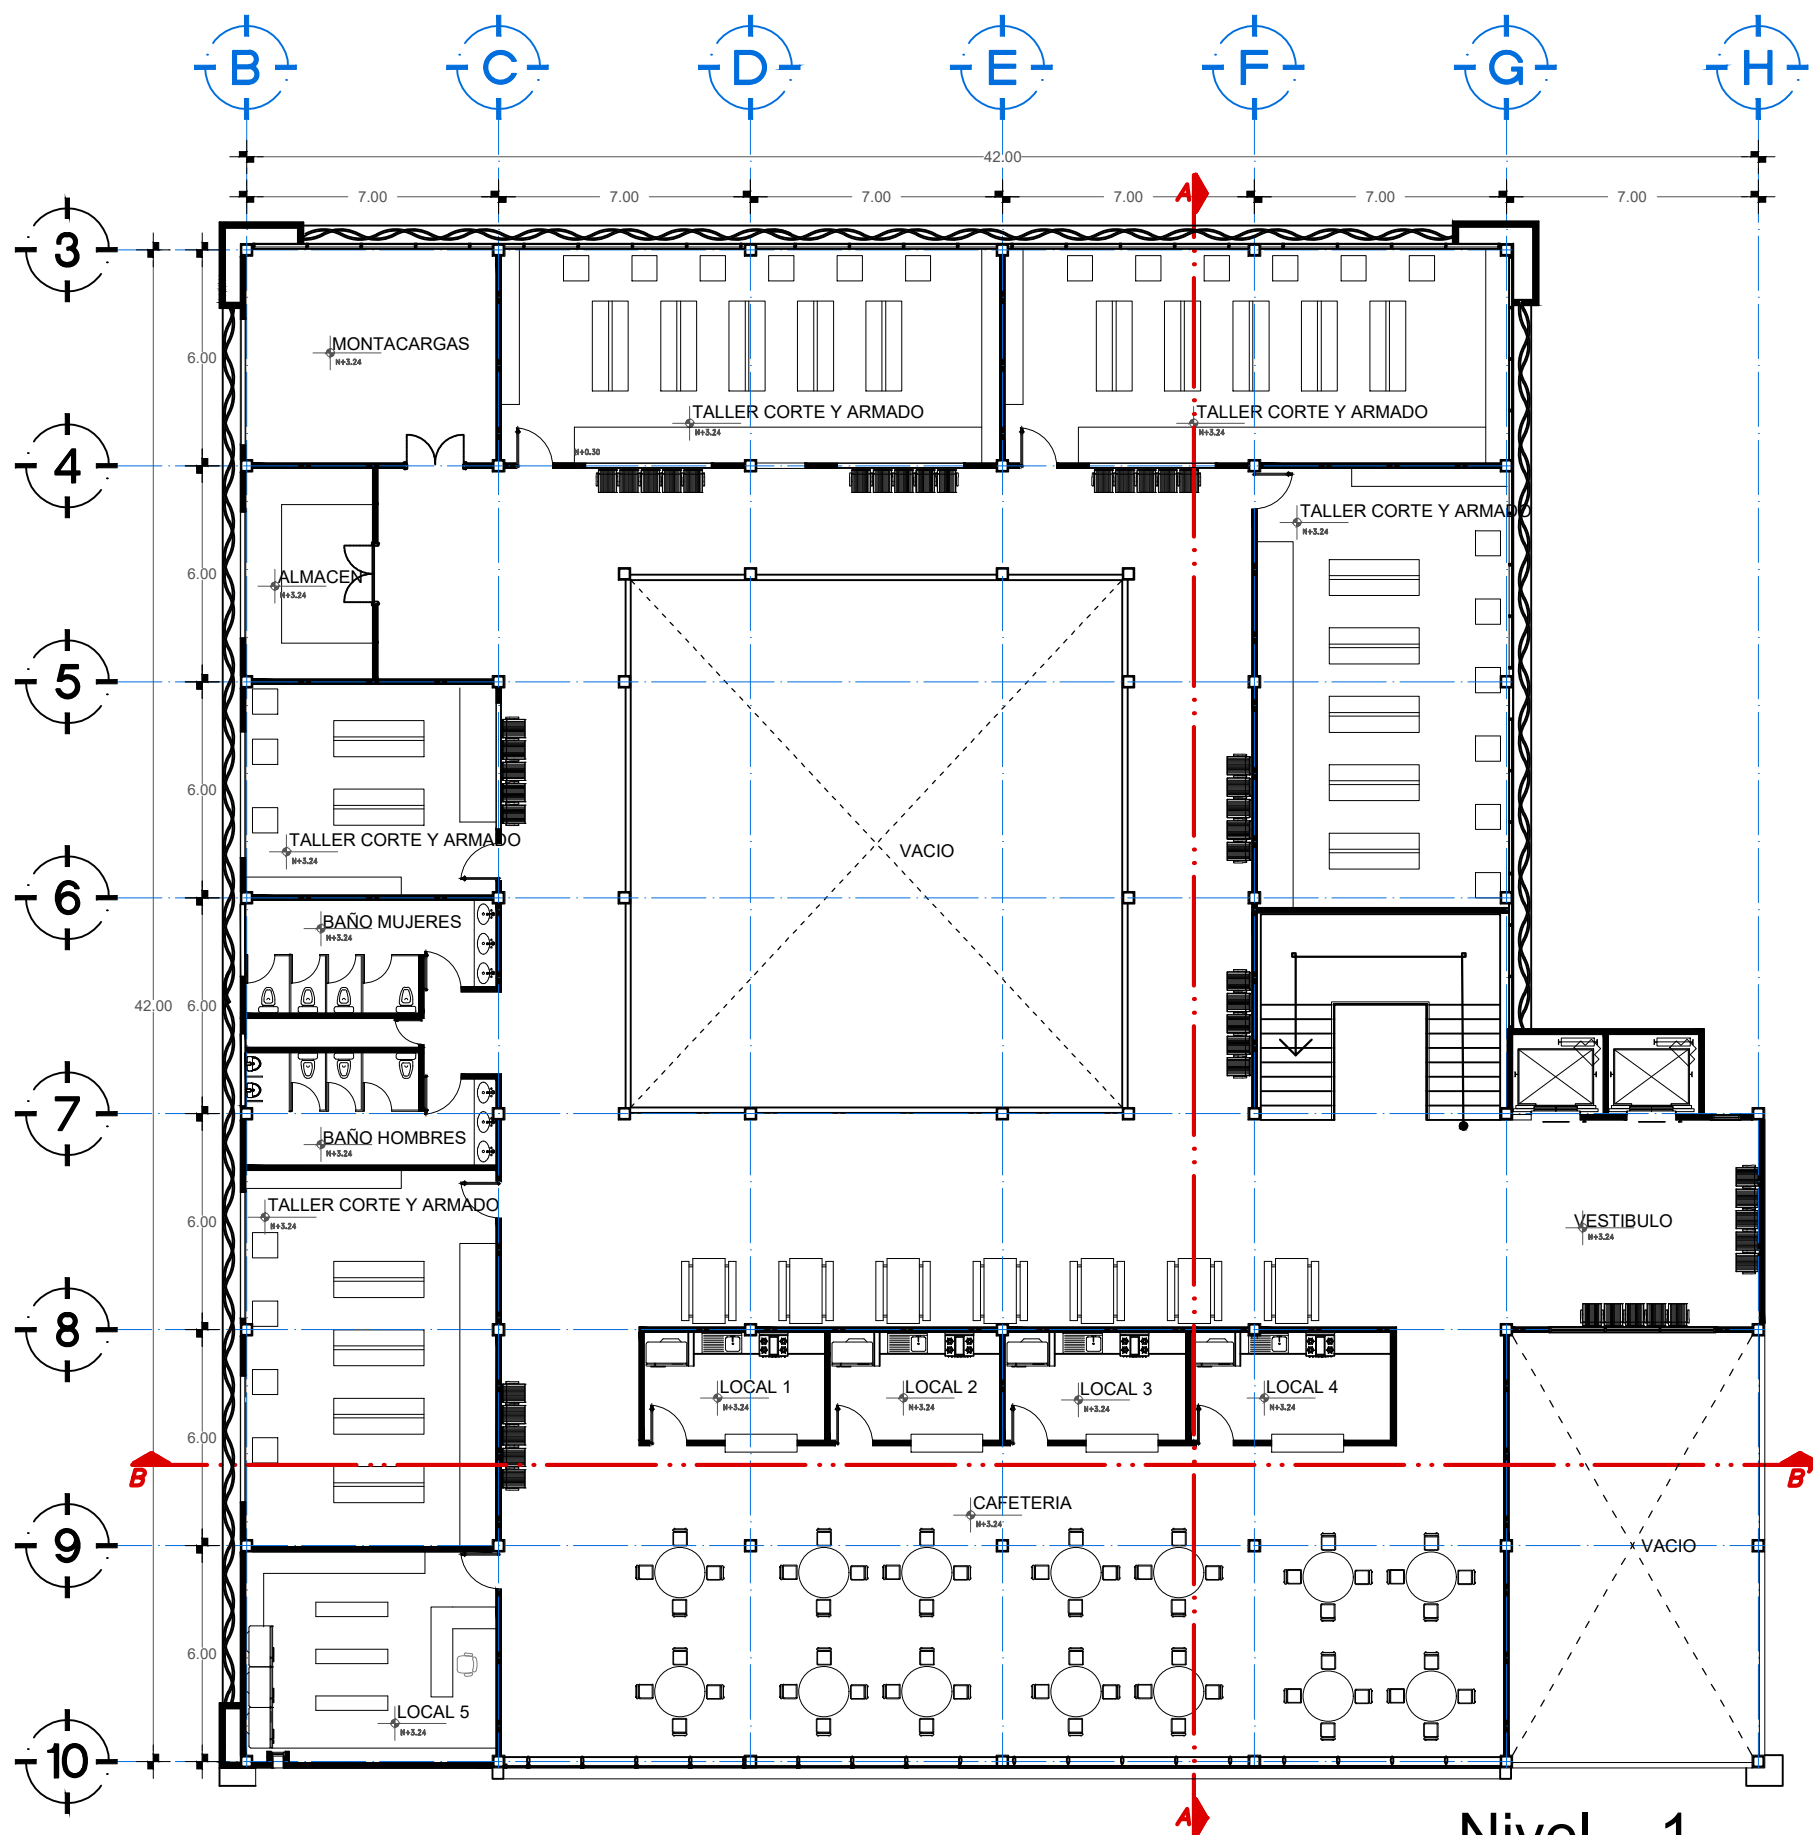 B C D E F G H
42.00
7.00 7.00 7.00 7.00 7.00 7.00
A
3
6.00
MONTACARGAS
N+3.24
TALLER CORTE Y ARMADO
N+3.24
TALLER CORTE Y ARMADO
N+3.24
N+0.30
4
TALLER CORTE Y ARMADO
N+3.24
6.00
ALMACEN
N+3.24
5
6.00
TALLER CORTE Y ARMADO
N+3.24
VACIO
6
BAÑO MUJERES
N+3.24
42.00 6.00
7
BAÑO HOMBRES
N+3.24
TALLER CORTE Y ARMADO
N+3.24
6.00
VESTIBULO
N+3.24
8
LOCAL 1
N+3.24
LOCAL 2
N+3.24
LOCAL 3
N+3.24
LOCAL 4
N+3.24
6.00
B B'
CAFETERIA
N+3.24
9
VACIO
6.00
LOCAL 5
N+3.24
10
A'
Nivel 1